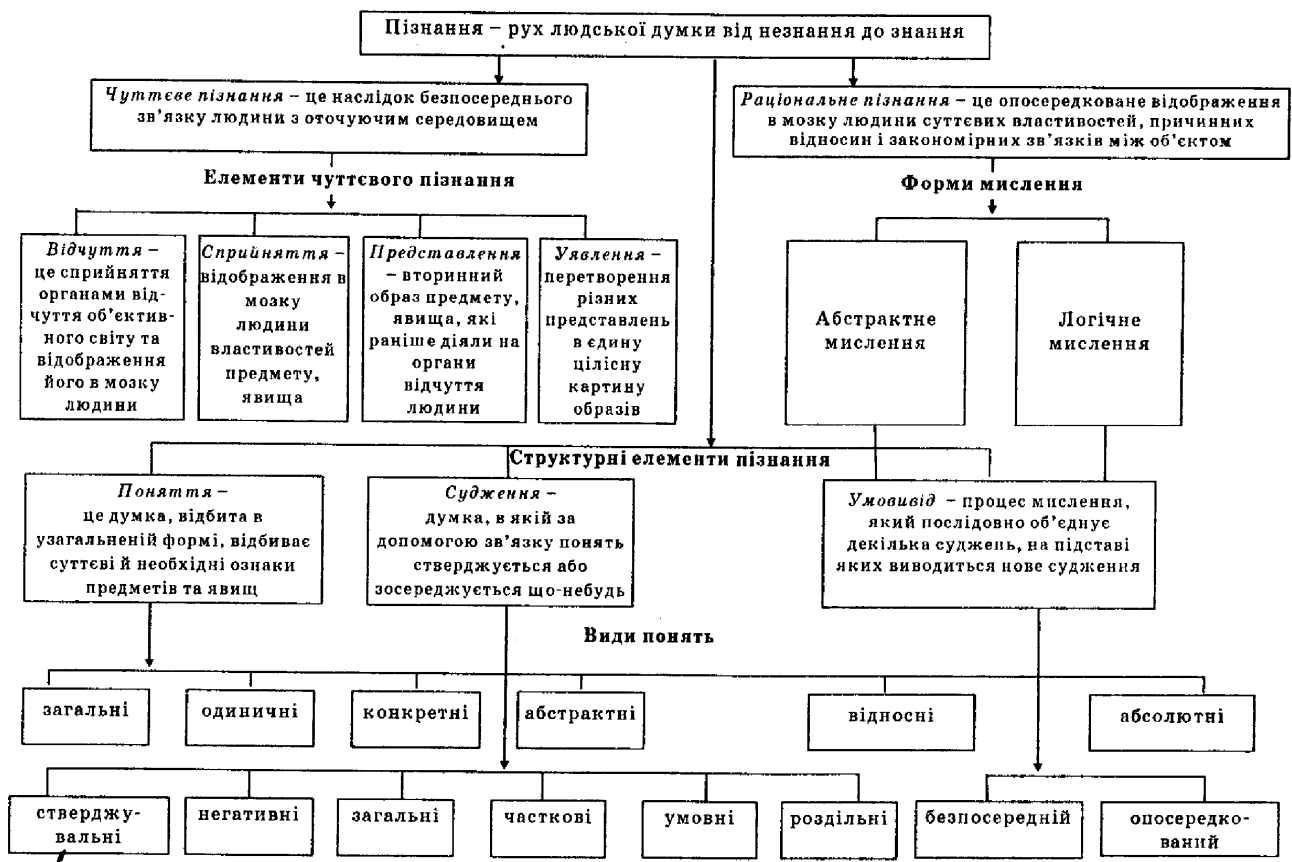 Пізнання – рух людської думки від незнання до знання
Чуттєве пізнання – це наслідок безпосереднього
зв'язку людини з оточуючим середовищем
Раціональне пізнання – це опосередковане відображення
в мозку людини суттєвих властивостей, причинних
відносин і закономірних зв'язків між об'єктом
Елементи чуттєвого пізнання
Форми мислення
Відчуття –
це сприйняття
органами від-
чуття об'єктив-
ного світу та
відображення
його в мозку
людини
Сприйняття –
відображення в
мозку
людини
властивостей
предмету,
явища
Представлення
– вторинний
образ предмету,
явища, які
раніше діяли на
органи
відчуття
людини
Уявлення –
перетворення
різних
представлень
в єдину
цілісну
картину
образів
Абстрактне
мислення
Логічне
мислення
Структурні елементи пізнання
Поняття –
це думка, відбита в
узагальненій формі, відбиває
суттєві й необхідні ознаки
предметів та явищ
Судження –
думка, в якій за
допомогою зв'язку понять
стверджується або
зосереджується що-небудь
Умовивід – процес мислення,
який послідовно об'єднує
декілька суджень, на підставі
яких виводиться нове судження
Види понять
загальні
одиничні
конкретні
абстрактні
відносні
абсолютні
стверджу-
вальні
негативні
загальні
часткові
умовні
роздільні
безпосередній
опосередко-
ваний